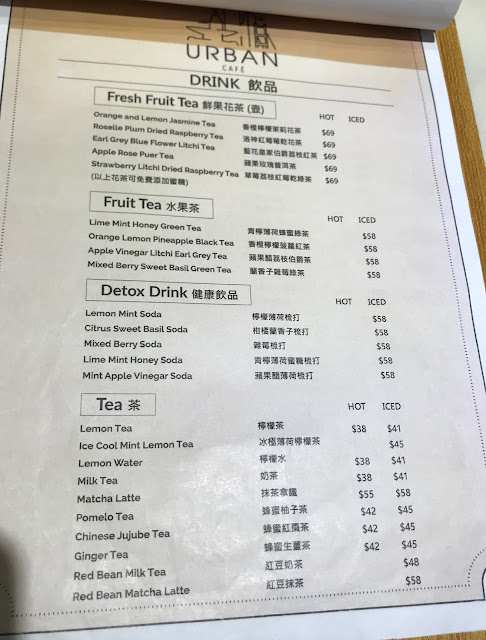 URBAN
CAFÉ
DRINK 飲品
Fresh Fruit Tea 鮮果花茶 (壺) HOT ICED
Orange and Lemon Jasmine Tea 香橙檸檬茉莉花茶 $69
Roselle Plum Dried Raspberry Tea 洛神紅莓莓乾花茶 $69
Earl Grey Blue Flower Litchi Tea 藍花皇家伯爵荔枝紅茶 $69
Apple Rose Puer Tea 蘋果玫瑰普洱茶 $69
Strawberry Litchi Dried Raspberry Tea 草莓荔枝紅莓乾綠茶 $69
(以上花茶可免費添加蜜糖)
Fruit Tea 水果茶 HOT ICED
Lime Mint Honey Green Tea 青檸薄荷蜂蜜綠茶 $58
Orange Lemon Pineapple Black Tea 香橙檸檬菠蘿紅茶 $58
Apple Vinegar Litchi Earl Grey Tea 蘋果醋荔枝伯爵茶 $58
Mixed Berry Sweet Basil Green Tea 蘭香子雜莓綠茶 $58
Detox Drink 健康飲品 HOT ICED
Lemon Mint Soda 檸檬薄荷梳打 $58
Citrus Sweet Basil Soda 柑橘蘭香子梳打 $58
Mixed Berry Soda 雜莓梳打 $58
Lime Mint Honey Soda 青檸薄荷蜜糖梳打 $58
Mint Apple Vinegar Soda 蘋果醋薄荷梳打 $58
Tea 茶 HOT ICED
Lemon Tea 檸檬茶 $38 $41
Ice Cool Mint Lemon Tea 冰極薄荷檸檬茶 $45
Lemon Water 檸檬水 $38 $41
Milk Tea 奶茶 $38 $41
Matcha Latte 抹茶拿鐵 $55 $58
Pomelo Tea 蜂蜜柚子茶 $42 $45
Chinese Jujube Tea 蜂蜜紅棗茶 $42 $45
Ginger Tea 蜂蜜生薑茶 $42 $45
Red Bean Milk Tea 紅豆奶茶 $48
Red Bean Matcha Latte 紅豆抹茶 $58